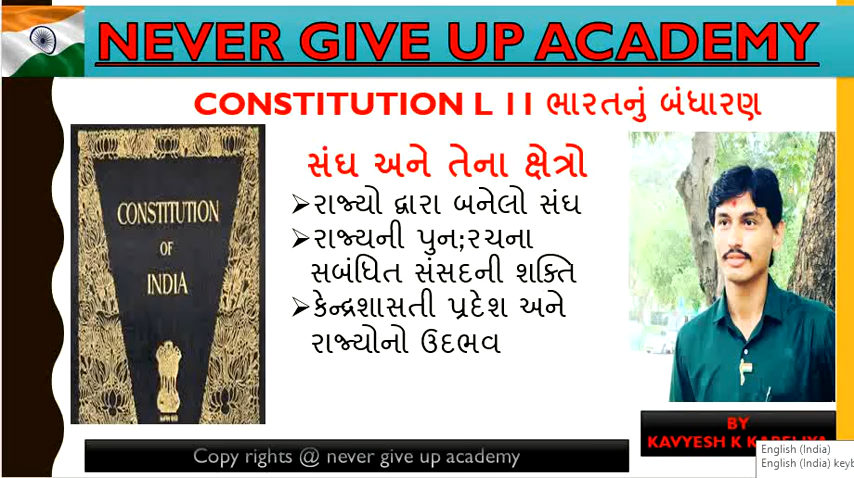 NEVER GIVE UP ACADEMY
CONSTITUTION L 11 ભારતનું બંધારણ
સંઘ અને તેના ક્ષેત્રો
➢રાજ્યો દ્વારા બનેલો સંઘ
➢રાજ્યની પુન;રચના
સબંધિત સંસદની શક્તિ
➢કેન્દ્રશાસતી પ્રદેશ અને
રાજ્યોનો ઉદભવ
CONSTITUTION
OF
INDIA
BY
KAVYESH K
Copy rights @ never give up academy
English (India)
English (India) keyb